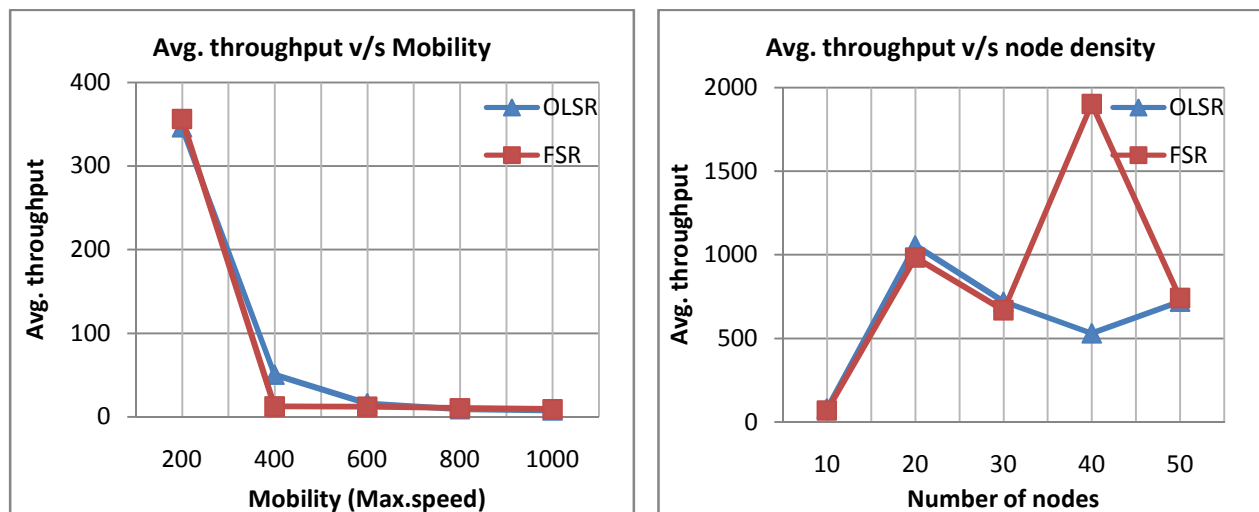 Avg. throughput v/s Mobility
400
300
200
100
0
Avg. throughput
OLSR
FSR
200 400 600 800 1000
Mobility (Max.speed)
Avg. throughput v/s node density
2000
1500
1000
500
0
Avg. throughput
OLSR
FSR
10 20 30 40 50
Number of nodes